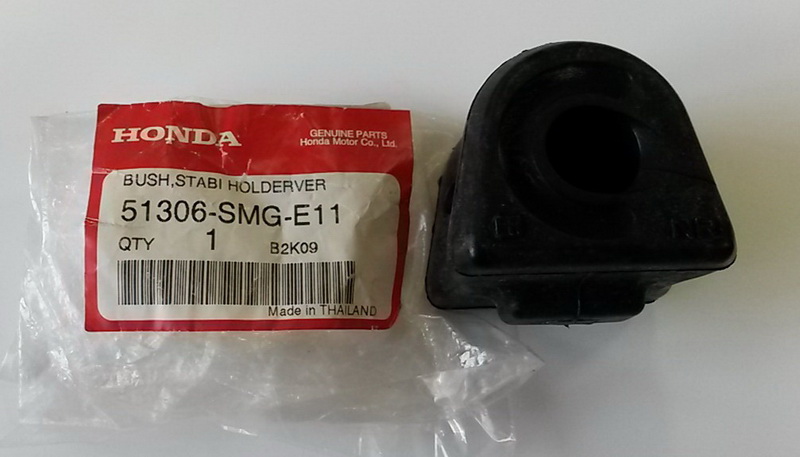 HONDA
GENUINE PARTS
Honda Motor Co., Ltd.
BUSH,STABI HOLDERVER
51306-SMG-E11
QTY 1 B2K09
Made in THAILAND